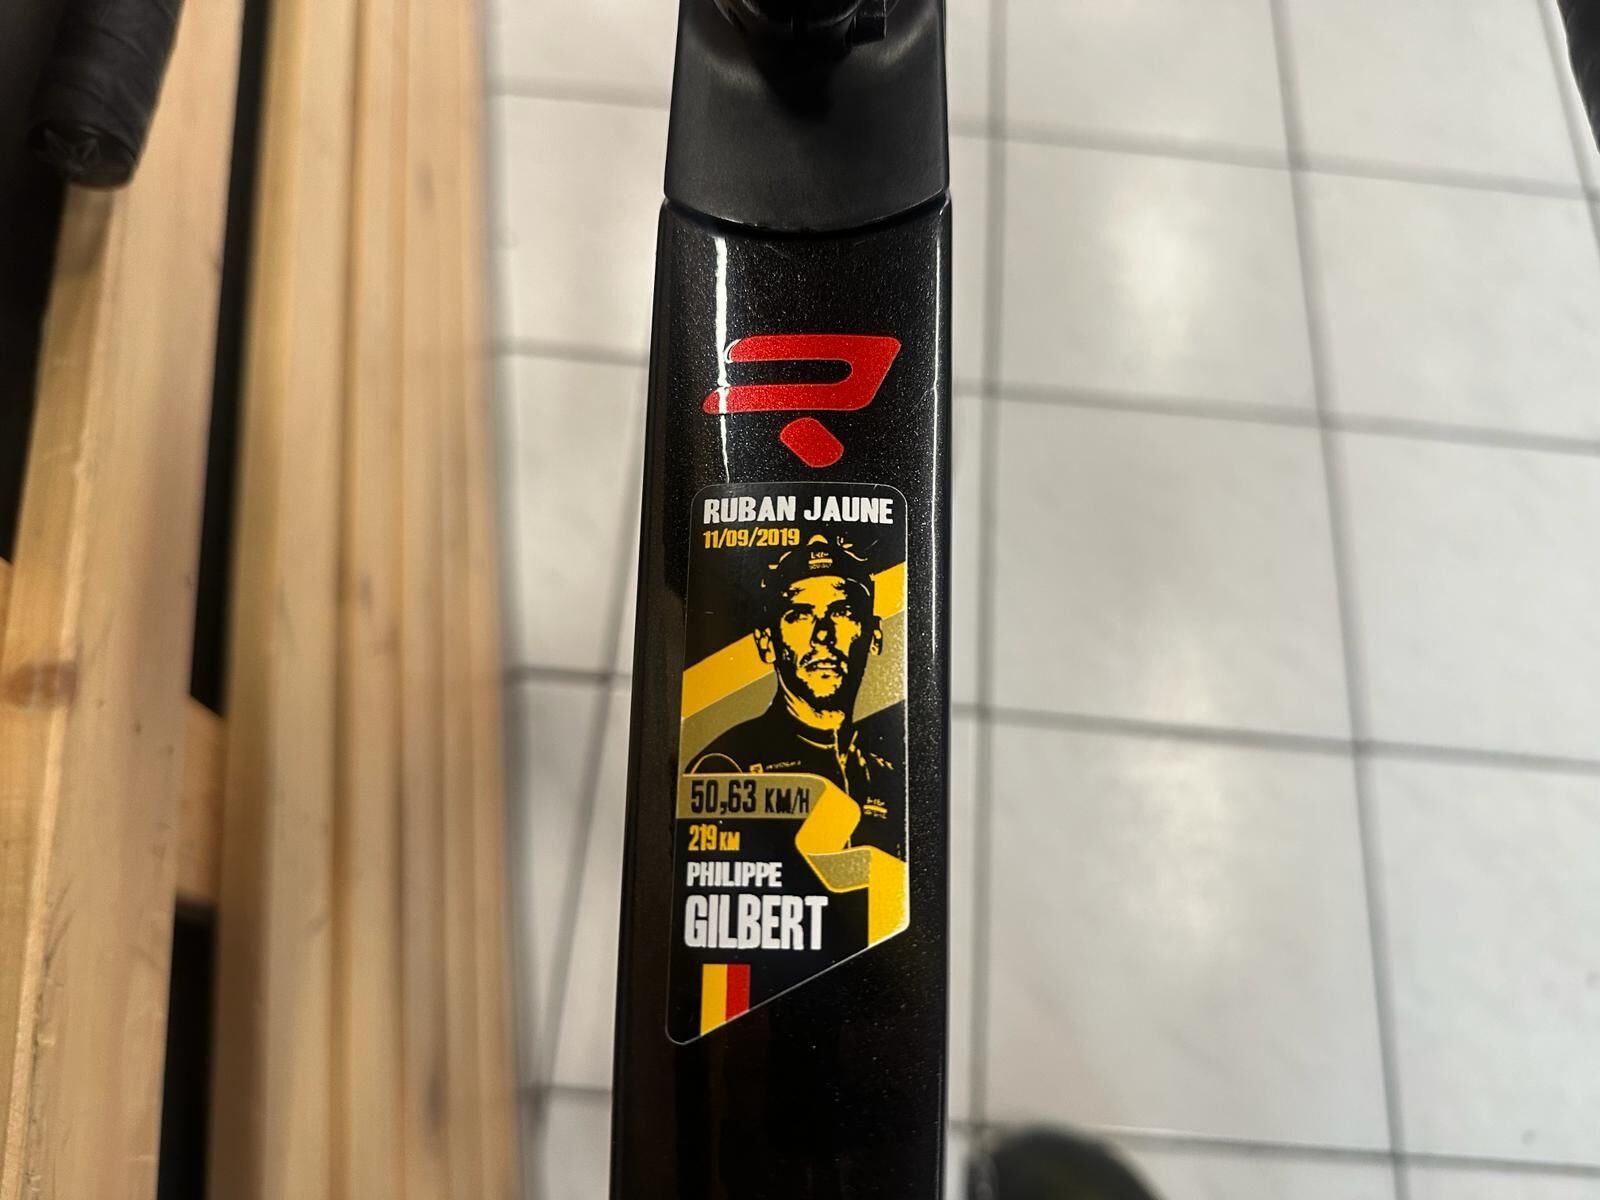 RUBAN JAUNE
11/09/2019
50,63 KM/H
219 KM
PHILIPPE
GILBERT